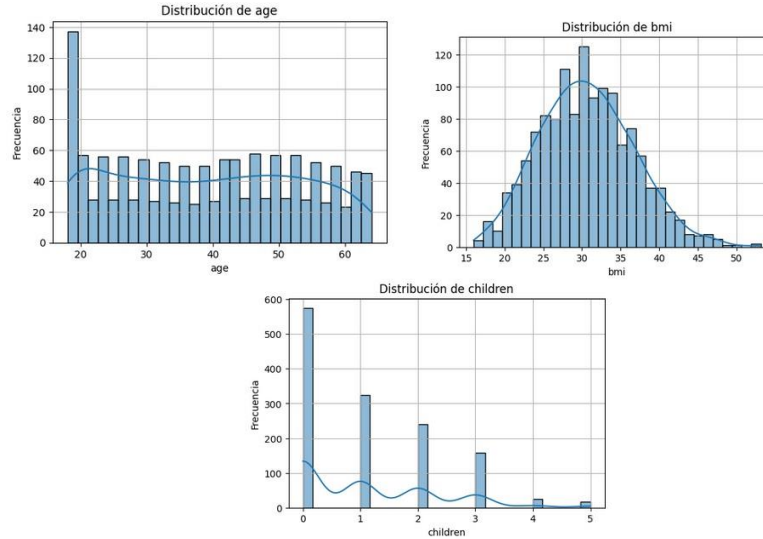 Distribución de age
140
120
100
80
60
40
20
0
Frecuencia
20 30 40 50 60
age
Distribución de bmi
120
100
80
60
40
20
0
Frecuencia
15 20 25 30 35 40 45 50
bmi
Distribución de children
600
500
400
300
200
100
0
Frecuencia
0 1 2 3 4 5
children